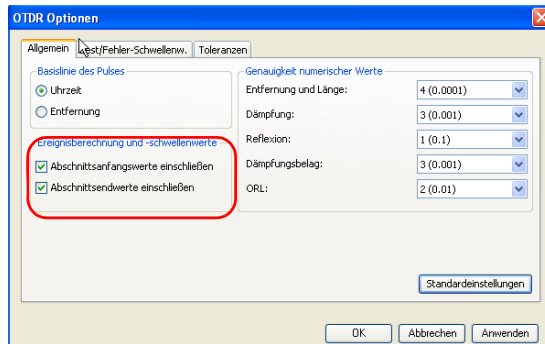 OTDR Optionen
Allgemein
est/Fehler-Schwellenw.
Toleranzen
Basislinie des Pulses
Uhrzeit
Entfernung
Ereignisberechnung und -schwellenwerte
Abschnittsanfangswerte einschließen
Abschnittsendwerte einschließen
Genauigkeit numerischer Werte
Entfernung und Länge: 4 (0.0001)
Dämpfung: 3 (0.001)
Reflexion: 1 (0.1)
Dämpfungsbelag: 3 (0.001)
ORL: 2 (0.01)
Standardeinstellungen
OK Abbrechen Anwenden